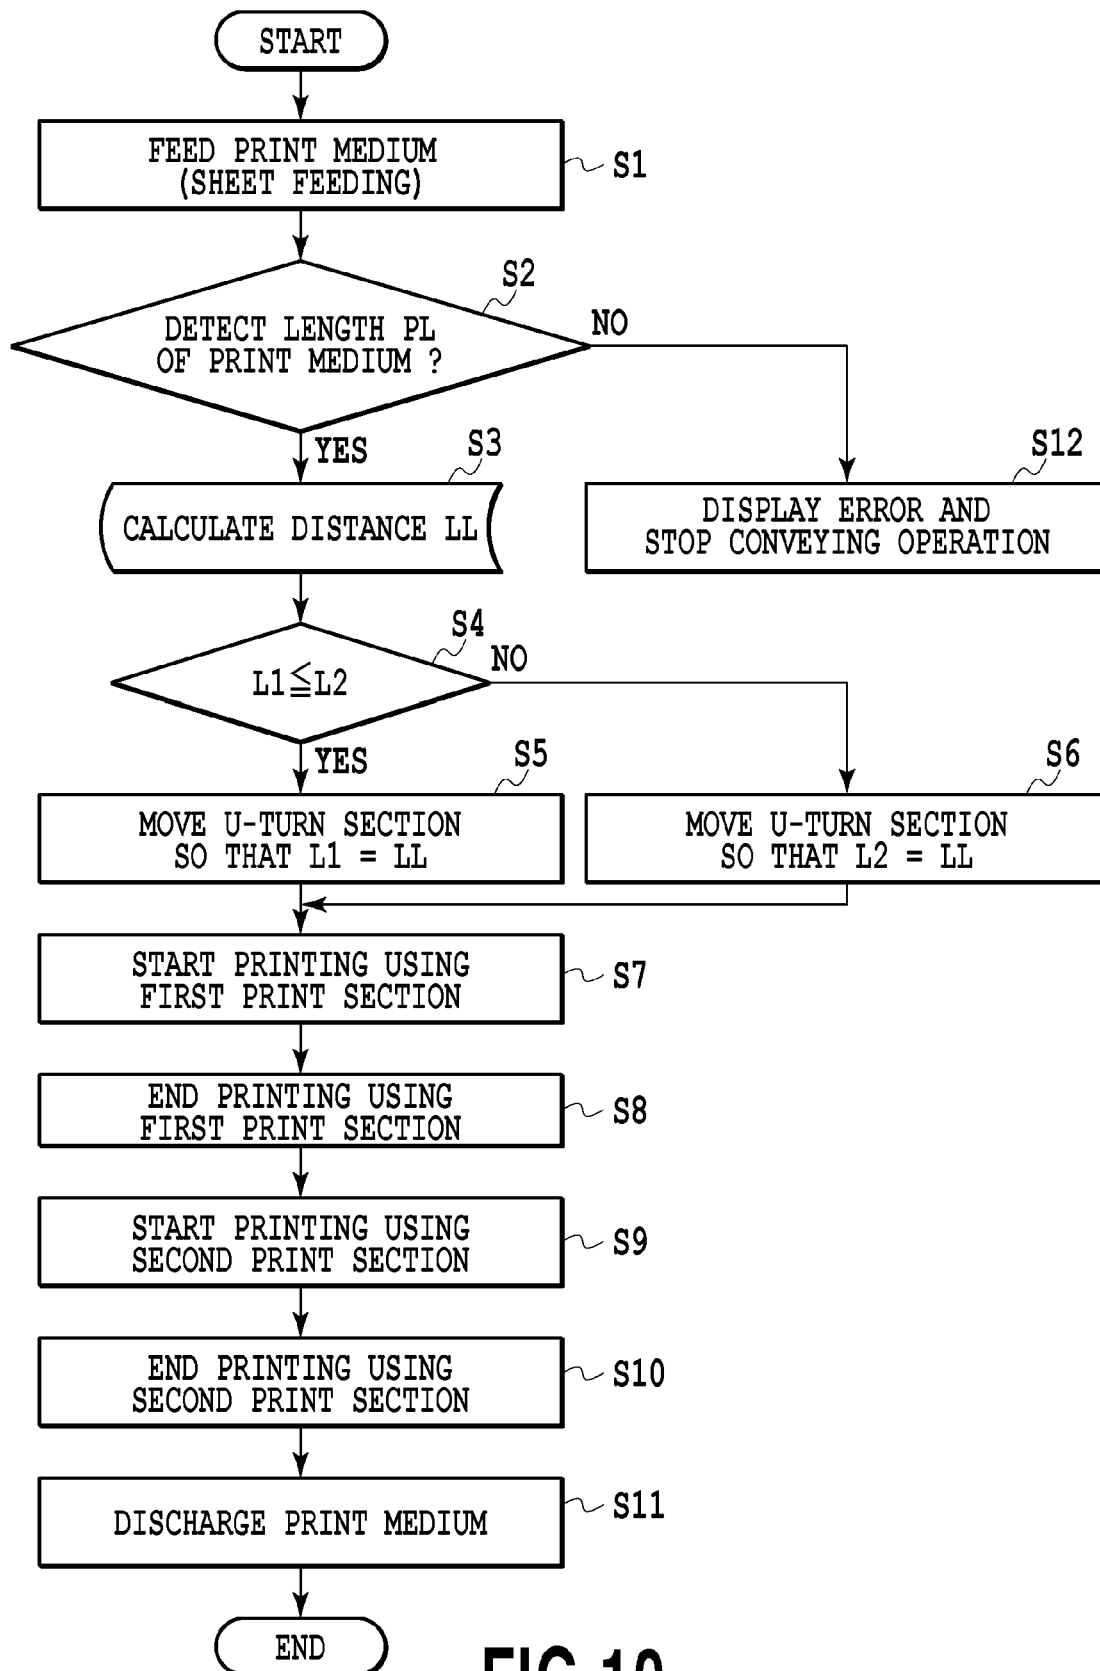 START
FEED PRINT MEDIUM
(SHEET FEEDING)
S1
S2
DETECT LENGTH PL
OF PRINT MEDIUM ?
NO
YES
S3
CALCULATE DISTANCE LL
S12
DISPLAY ERROR AND
STOP CONVEYING OPERATION
S4
L1≦L2
NO
YES
S5
MOVE U-TURN SECTION
SO THAT L1 = LL
S6
MOVE U-TURN SECTION
SO THAT L2 = LL
START PRINTING USING
FIRST PRINT SECTION
S7
END PRINTING USING
FIRST PRINT SECTION
S8
START PRINTING USING
SECOND PRINT SECTION
S9
END PRINTING USING
SECOND PRINT SECTION
S10
DISCHARGE PRINT MEDIUM
S11
END